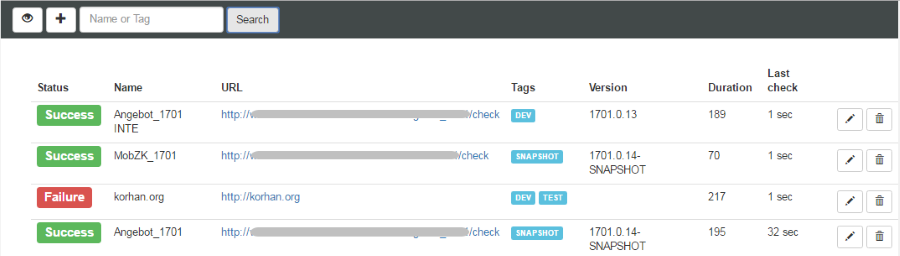 Name or Tag Search
Status Name URL Tags Version Duration Last check
Success Angebot_1701 INTE http:// /check DEV 1701.0.13 189 1 sec
Success MobZK_1701 http:// /check SNAPSHOT 1701.0.14-SNAPSHOT 70 1 sec
Failure korhan.org http://korhan.org DEV TEST 217 1 sec
Success Angebot_1701 http:// /check SNAPSHOT 1701.0.14-SNAPSHOT 195 32 sec